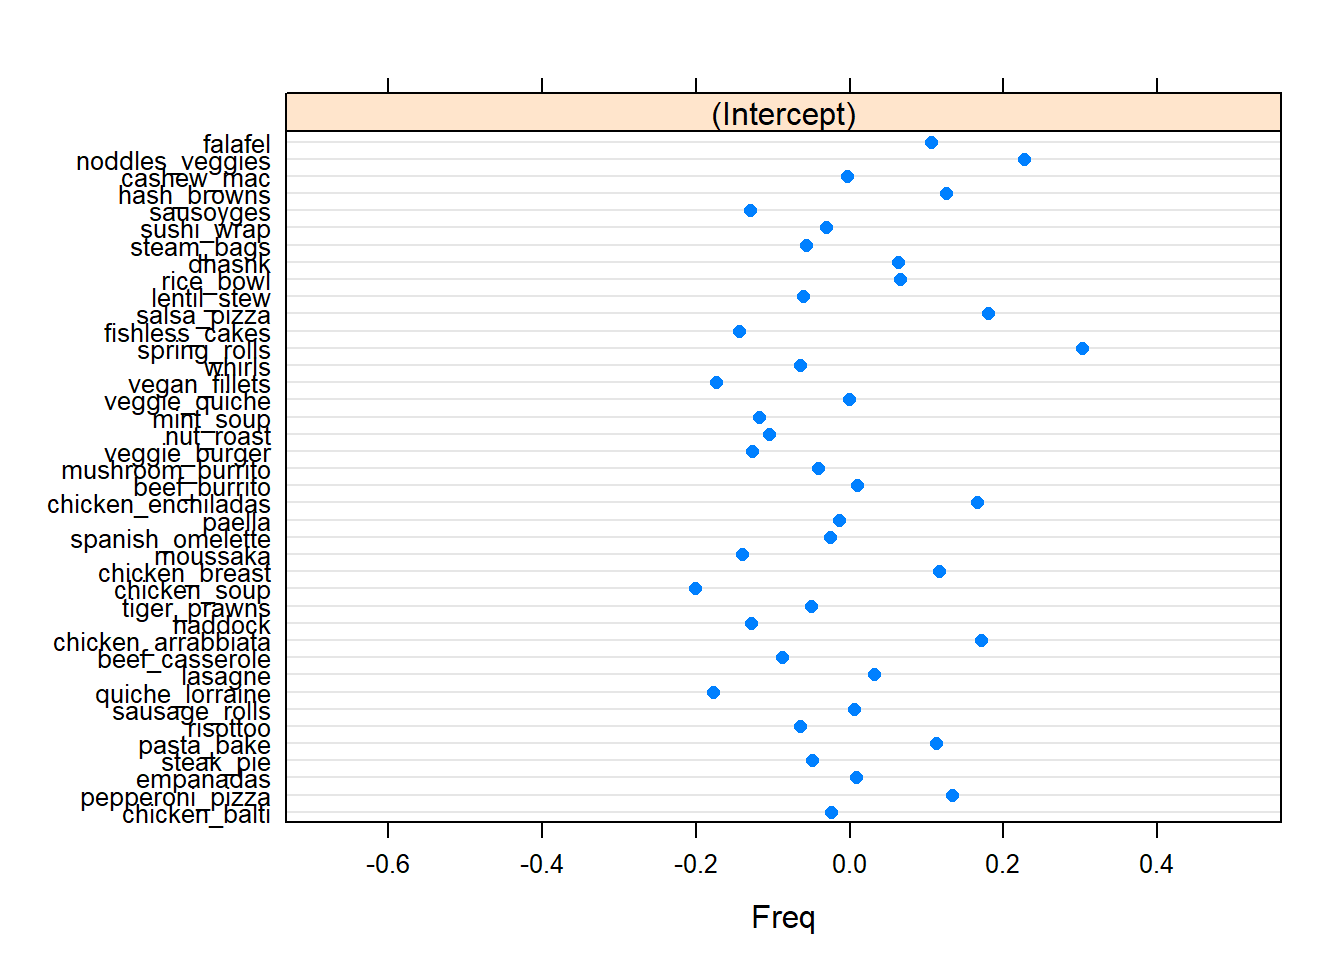 (Intercept)
falafel
noddles_veggies
cashew_mac
hash_browns
sausoyges
sushi_wrap
steam_bags
dhashk
rice_bowl
lentil_stew
salsa_pizza
fishless_cakes
spring_rolls
whirls
vegan_fillets
veggie_quiche
mint_soup
nut_roast
veggie_burger
mushroom_burrito
beef_burrito
chicken_enchiladas
paella
spanish_omelette
moussaka
chicken_breast
chicken_soup
tiger_prawns
haddock
chicken_arrabbiata
beef_casserole
lasagne
quiche_lorraine
sausage_rolls
risottoo
pasta_bake
steak_pie
empanadas
pepperoni_pizza
chicken_balti
-0.6 -0.4 -0.2 0.0 0.2 0.4
Freq